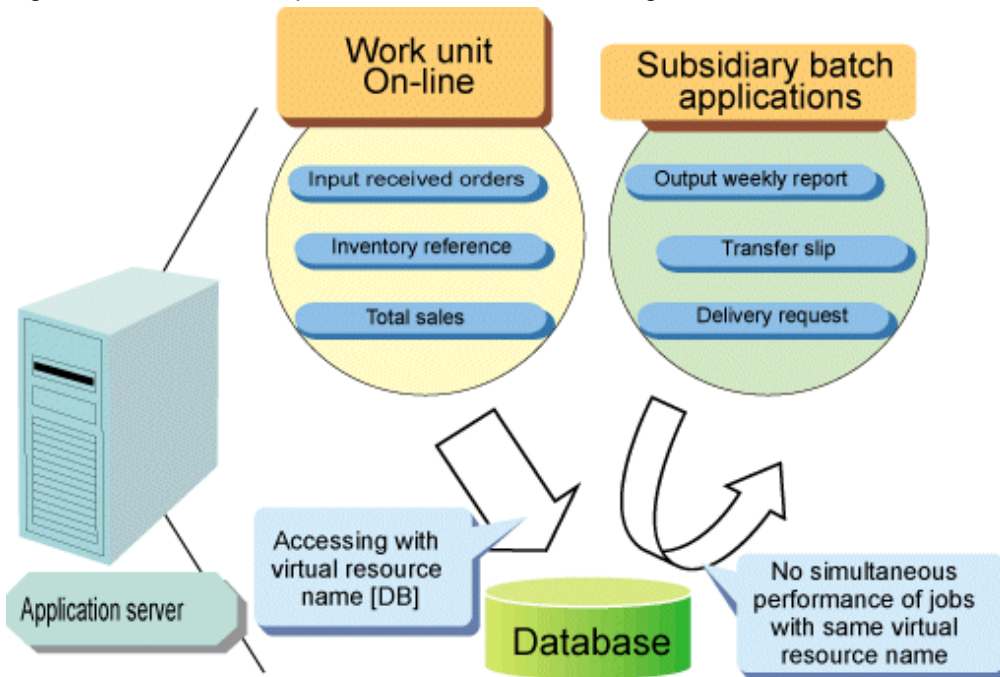 Work unit
On-line
Subsidiary batch
applications
Input received orders
Inventory reference
Total sales
Output weekly report
Transfer slip
Delivery request
Accessing with
virtual resource
name [DB]
No simultaneous
performance of jobs
with same virtual
resource name
Application server
Database